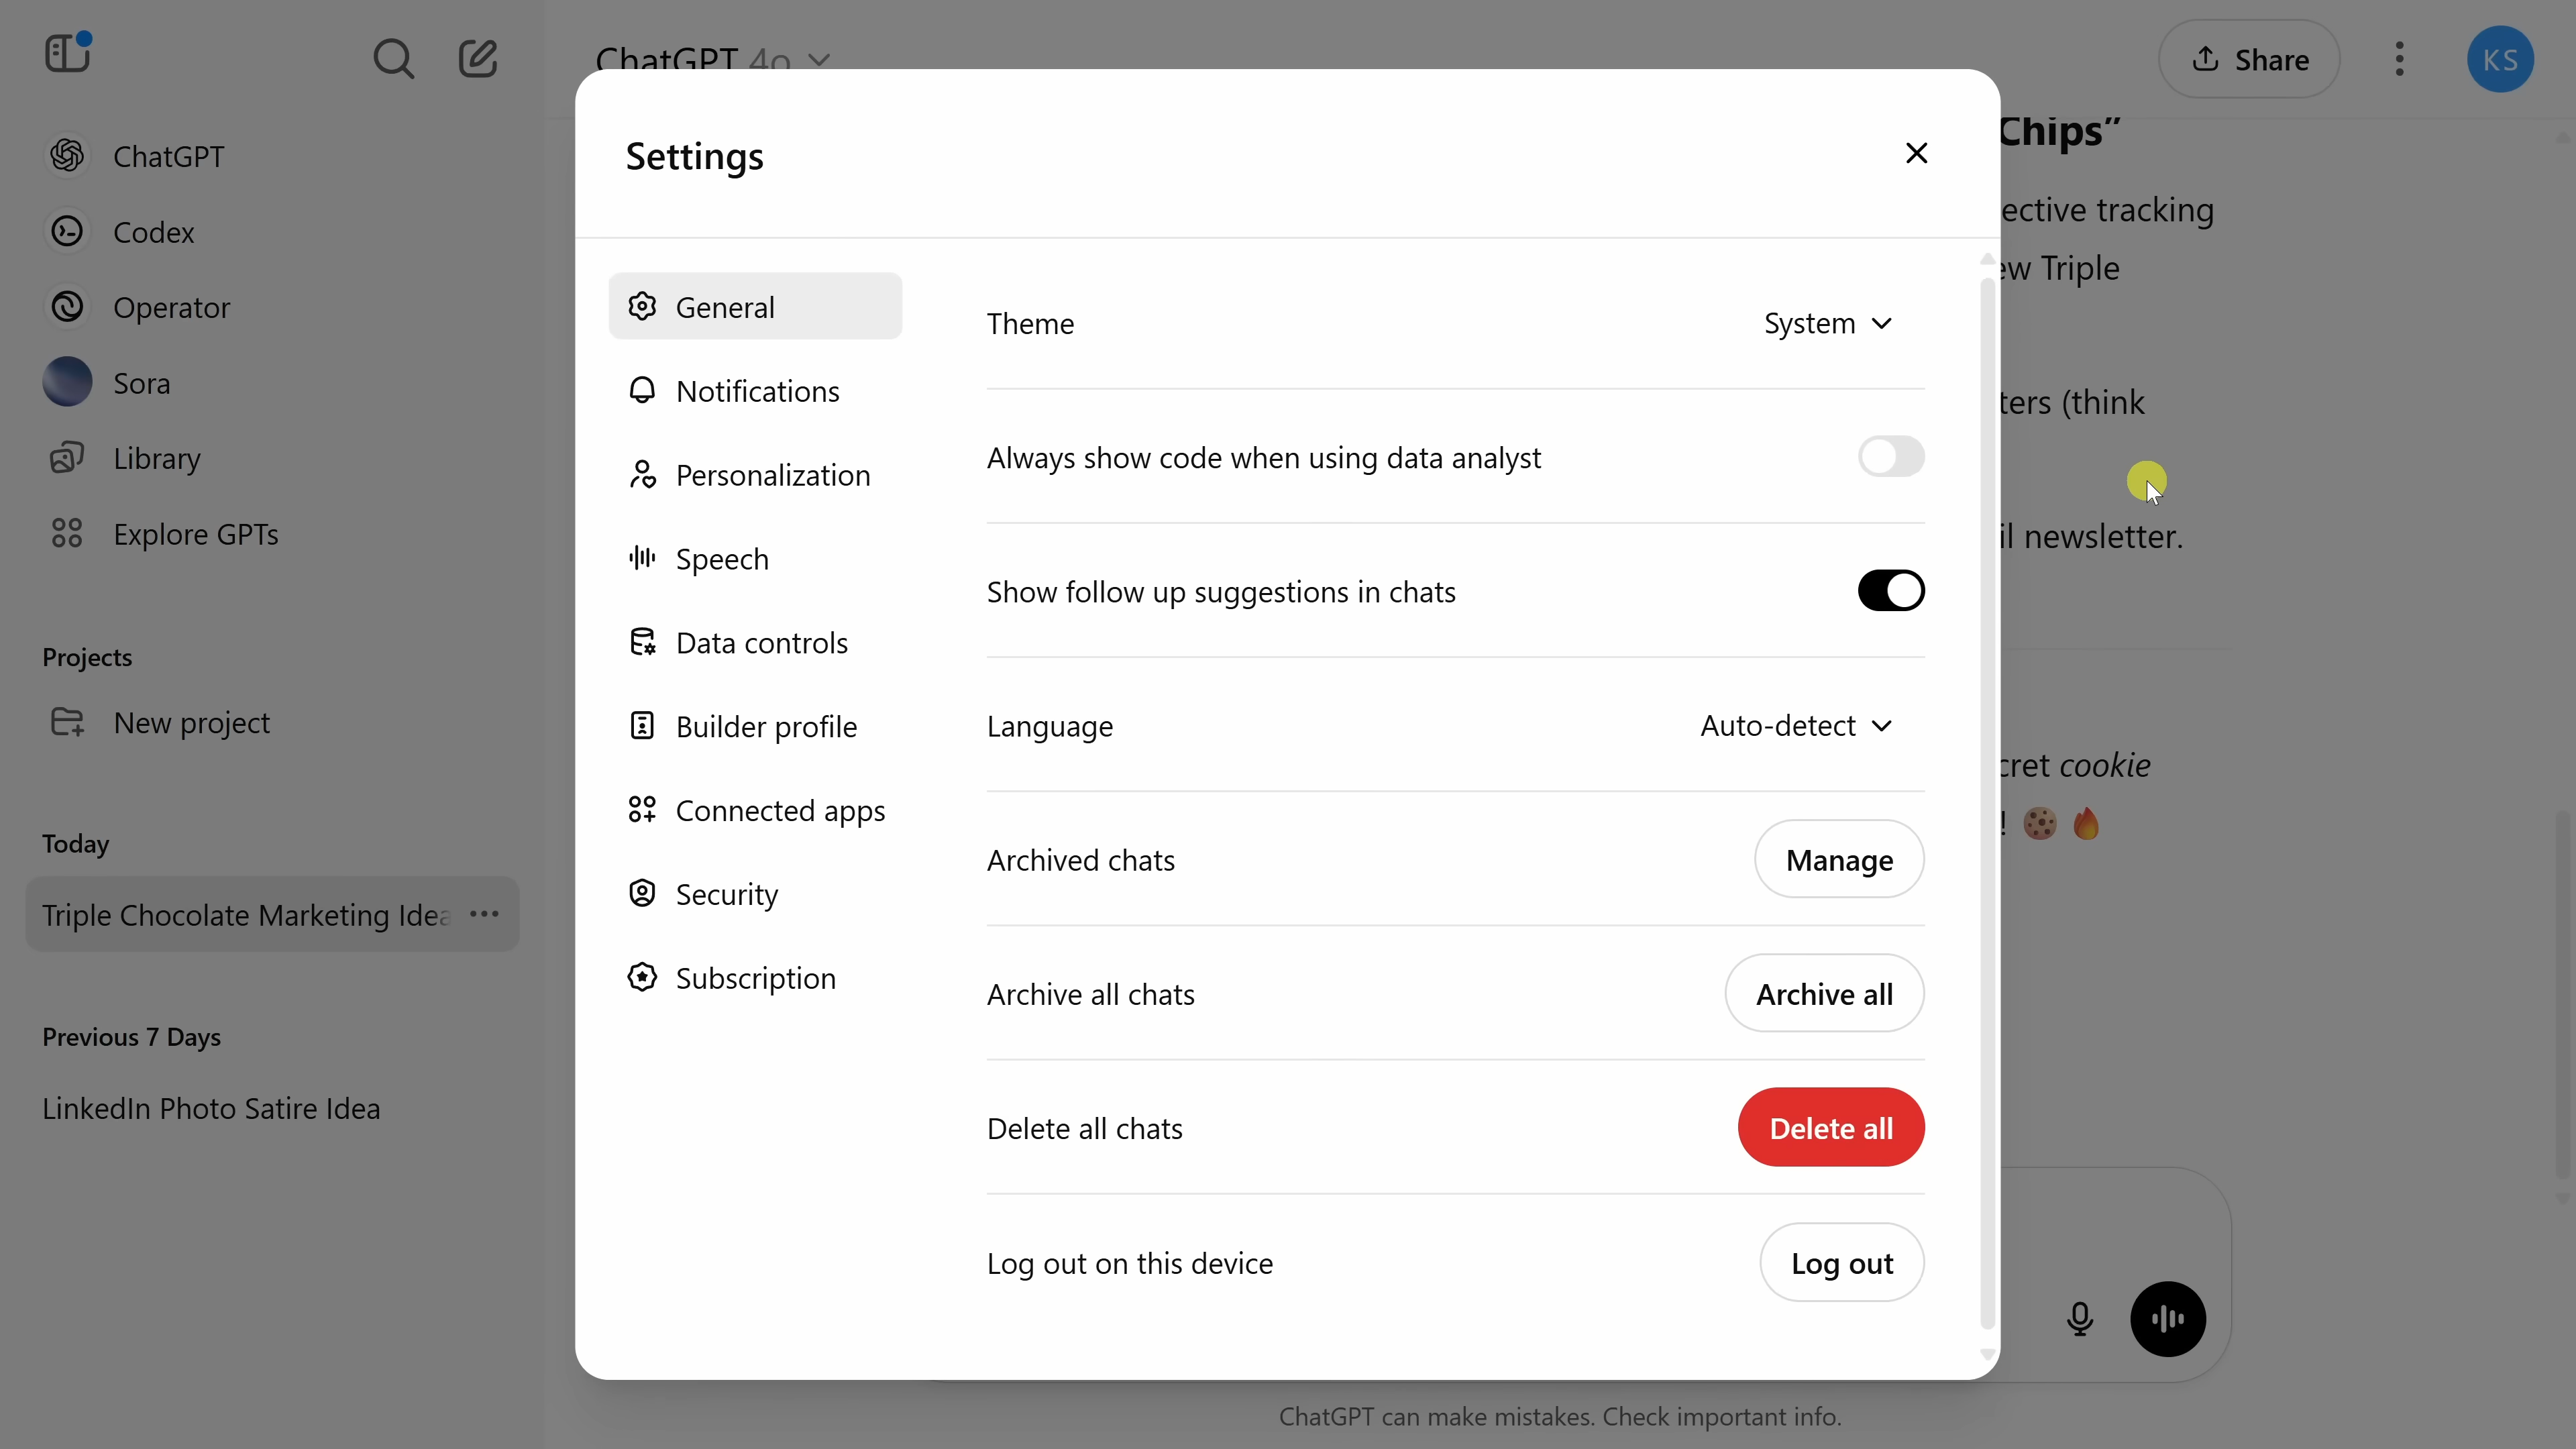 ChatGPT 4o
Share
KS
ChatGPT
Codex
Operator
Sora
Library
Explore GPTs
Projects
New project
Today
Triple Chocolate Marketing Idea
Previous 7 Days
LinkedIn Photo Satire Idea
Settings
General
Notifications
Personalization
Speech
Data controls
Builder profile
Connected apps
Security
Subscription
Theme System
Always show code when using data analyst
Show follow up suggestions in chats
Language Auto-detect
Archived chats Manage
Archive all chats Archive all
Delete all chats Delete all
Log out on this device Log out
Chips”
ective tracking
ew Triple
ters (think
il newsletter.
cret cookie
! 🍪 🔥
ChatGPT can make mistakes. Check important info.